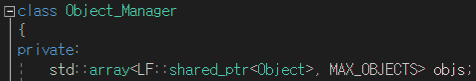 class Object_Manager
{
private:
std::array<LF::shared_ptr<Object>, MAX_OBJECTS> objs;